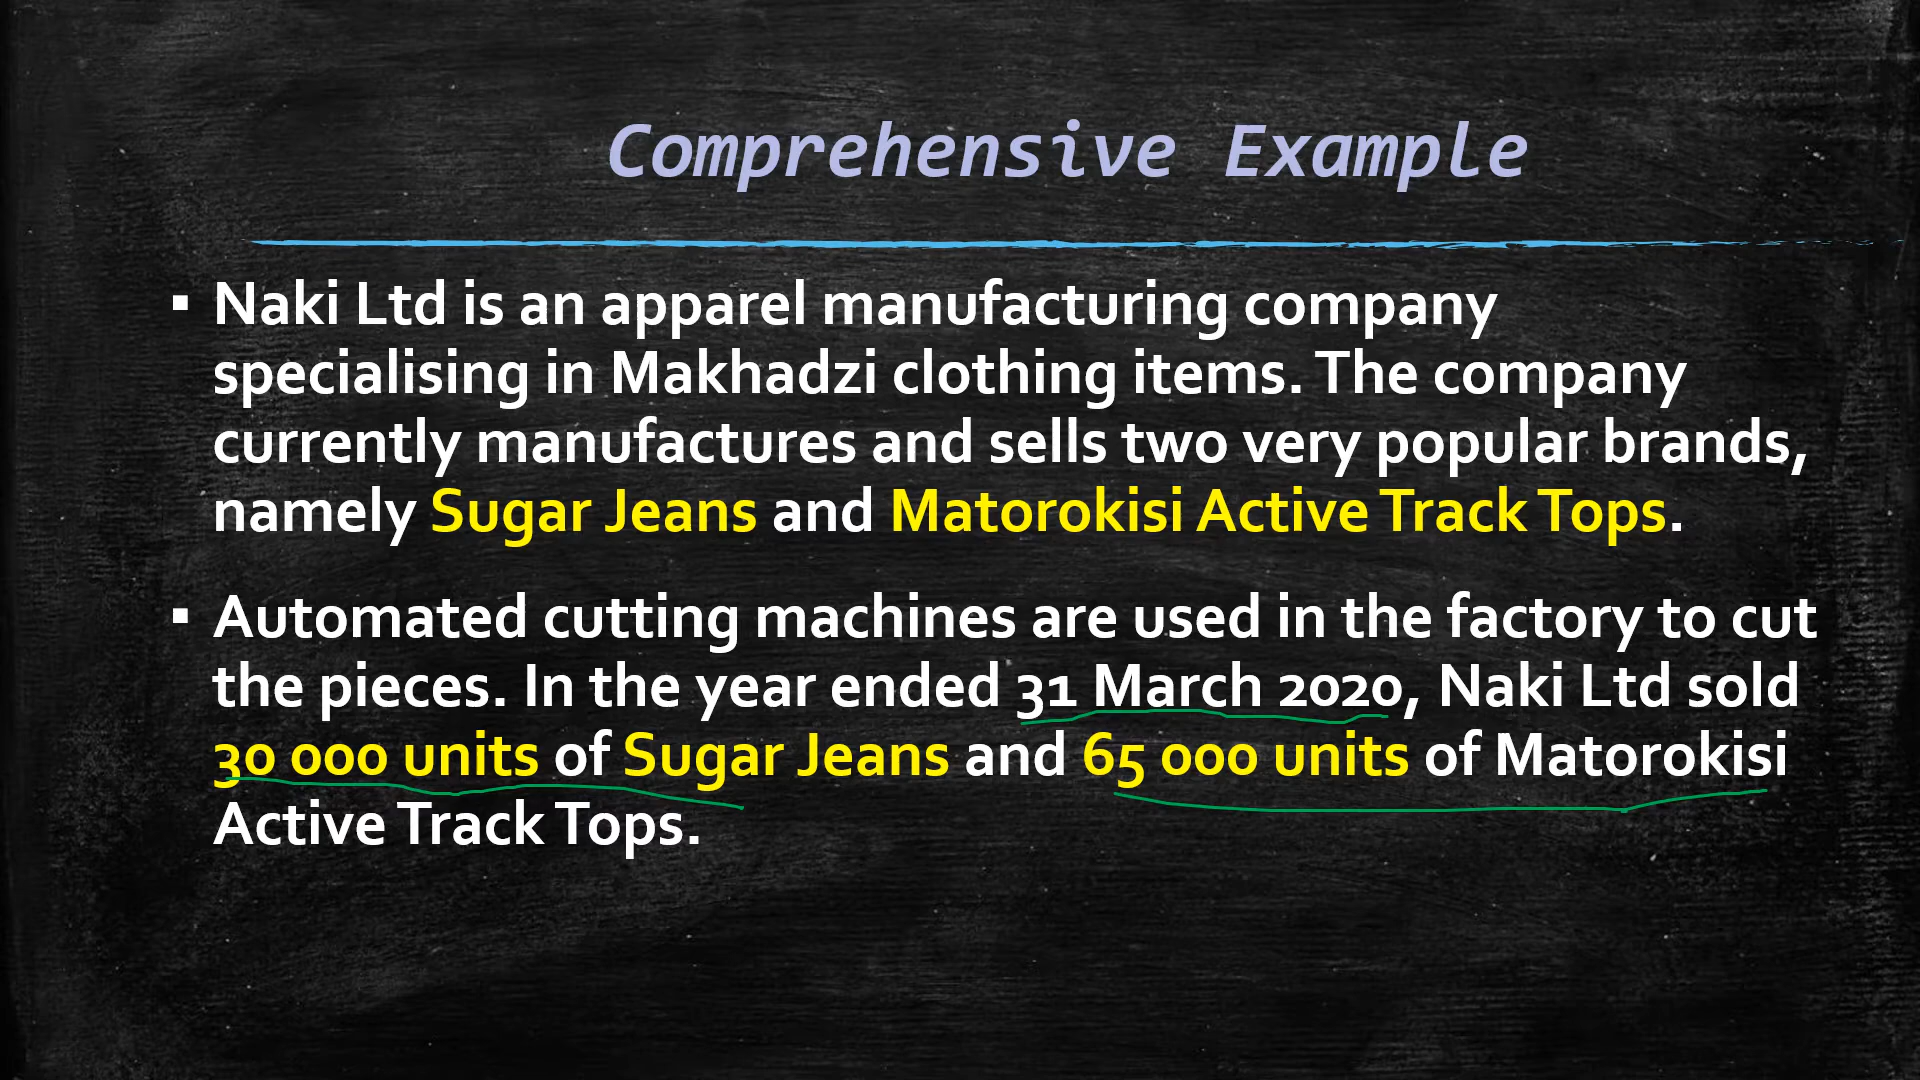 Comprehensive Example
▪ Naki Ltd is an apparel manufacturing company
specialising in Makhadzi clothing items. The company
currently manufactures and sells two very popular brands,
namely Sugar Jeans and Matorokisi Active Track Tops.
▪ Automated cutting machines are used in the factory to cut
the pieces. In the year ended 31 March 2020, Naki Ltd sold
30 000 units of Sugar Jeans and 65 000 units of Matorokisi
Active Track Tops.